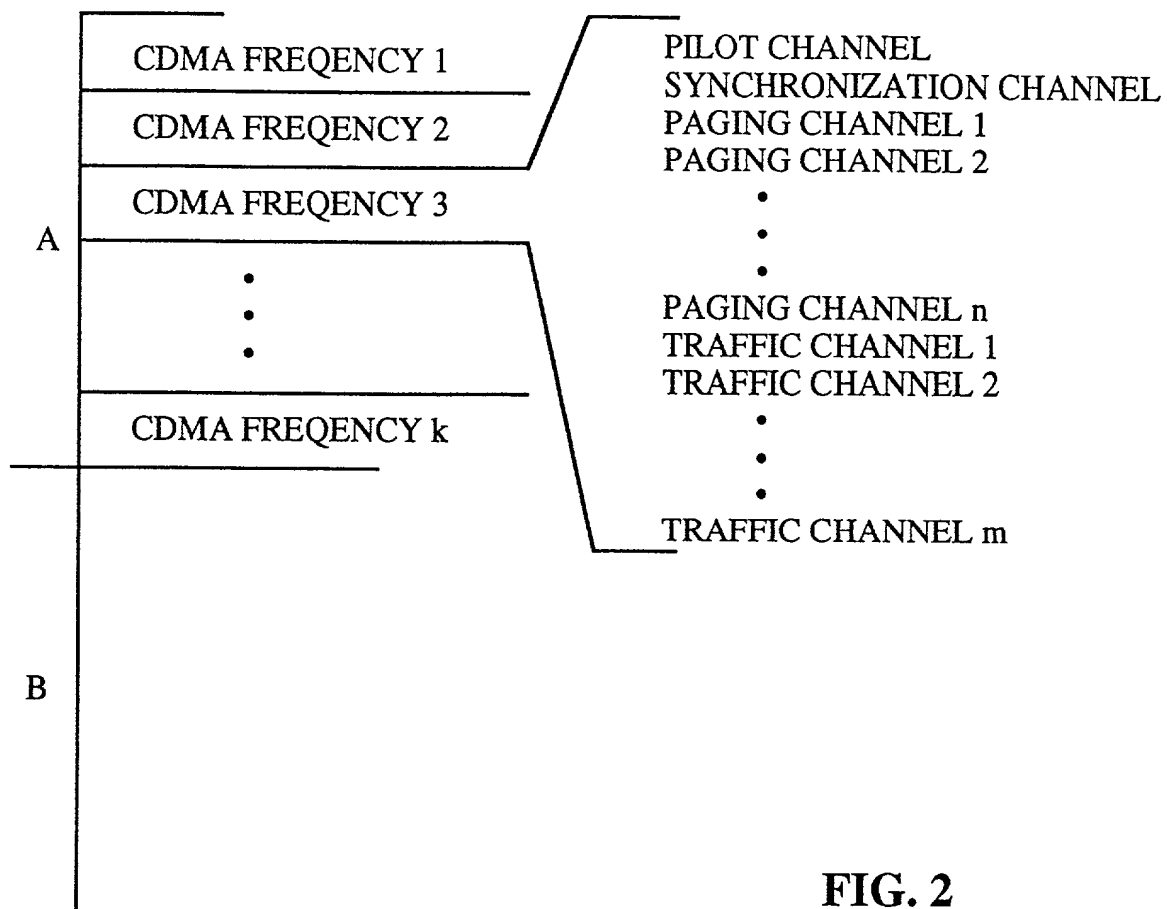 CDMA FREQENCY 1
CDMA FREQENCY 2
CDMA FREQENCY 3
CDMA FREQENCY k
A
B
PILOT CHANNEL
SYNCHRONIZATION CHANNEL
PAGING CHANNEL 1
PAGING CHANNEL 2
PAGING CHANNEL n
TRAFFIC CHANNEL 1
TRAFFIC CHANNEL 2
TRAFFIC CHANNEL m
FIG. 2